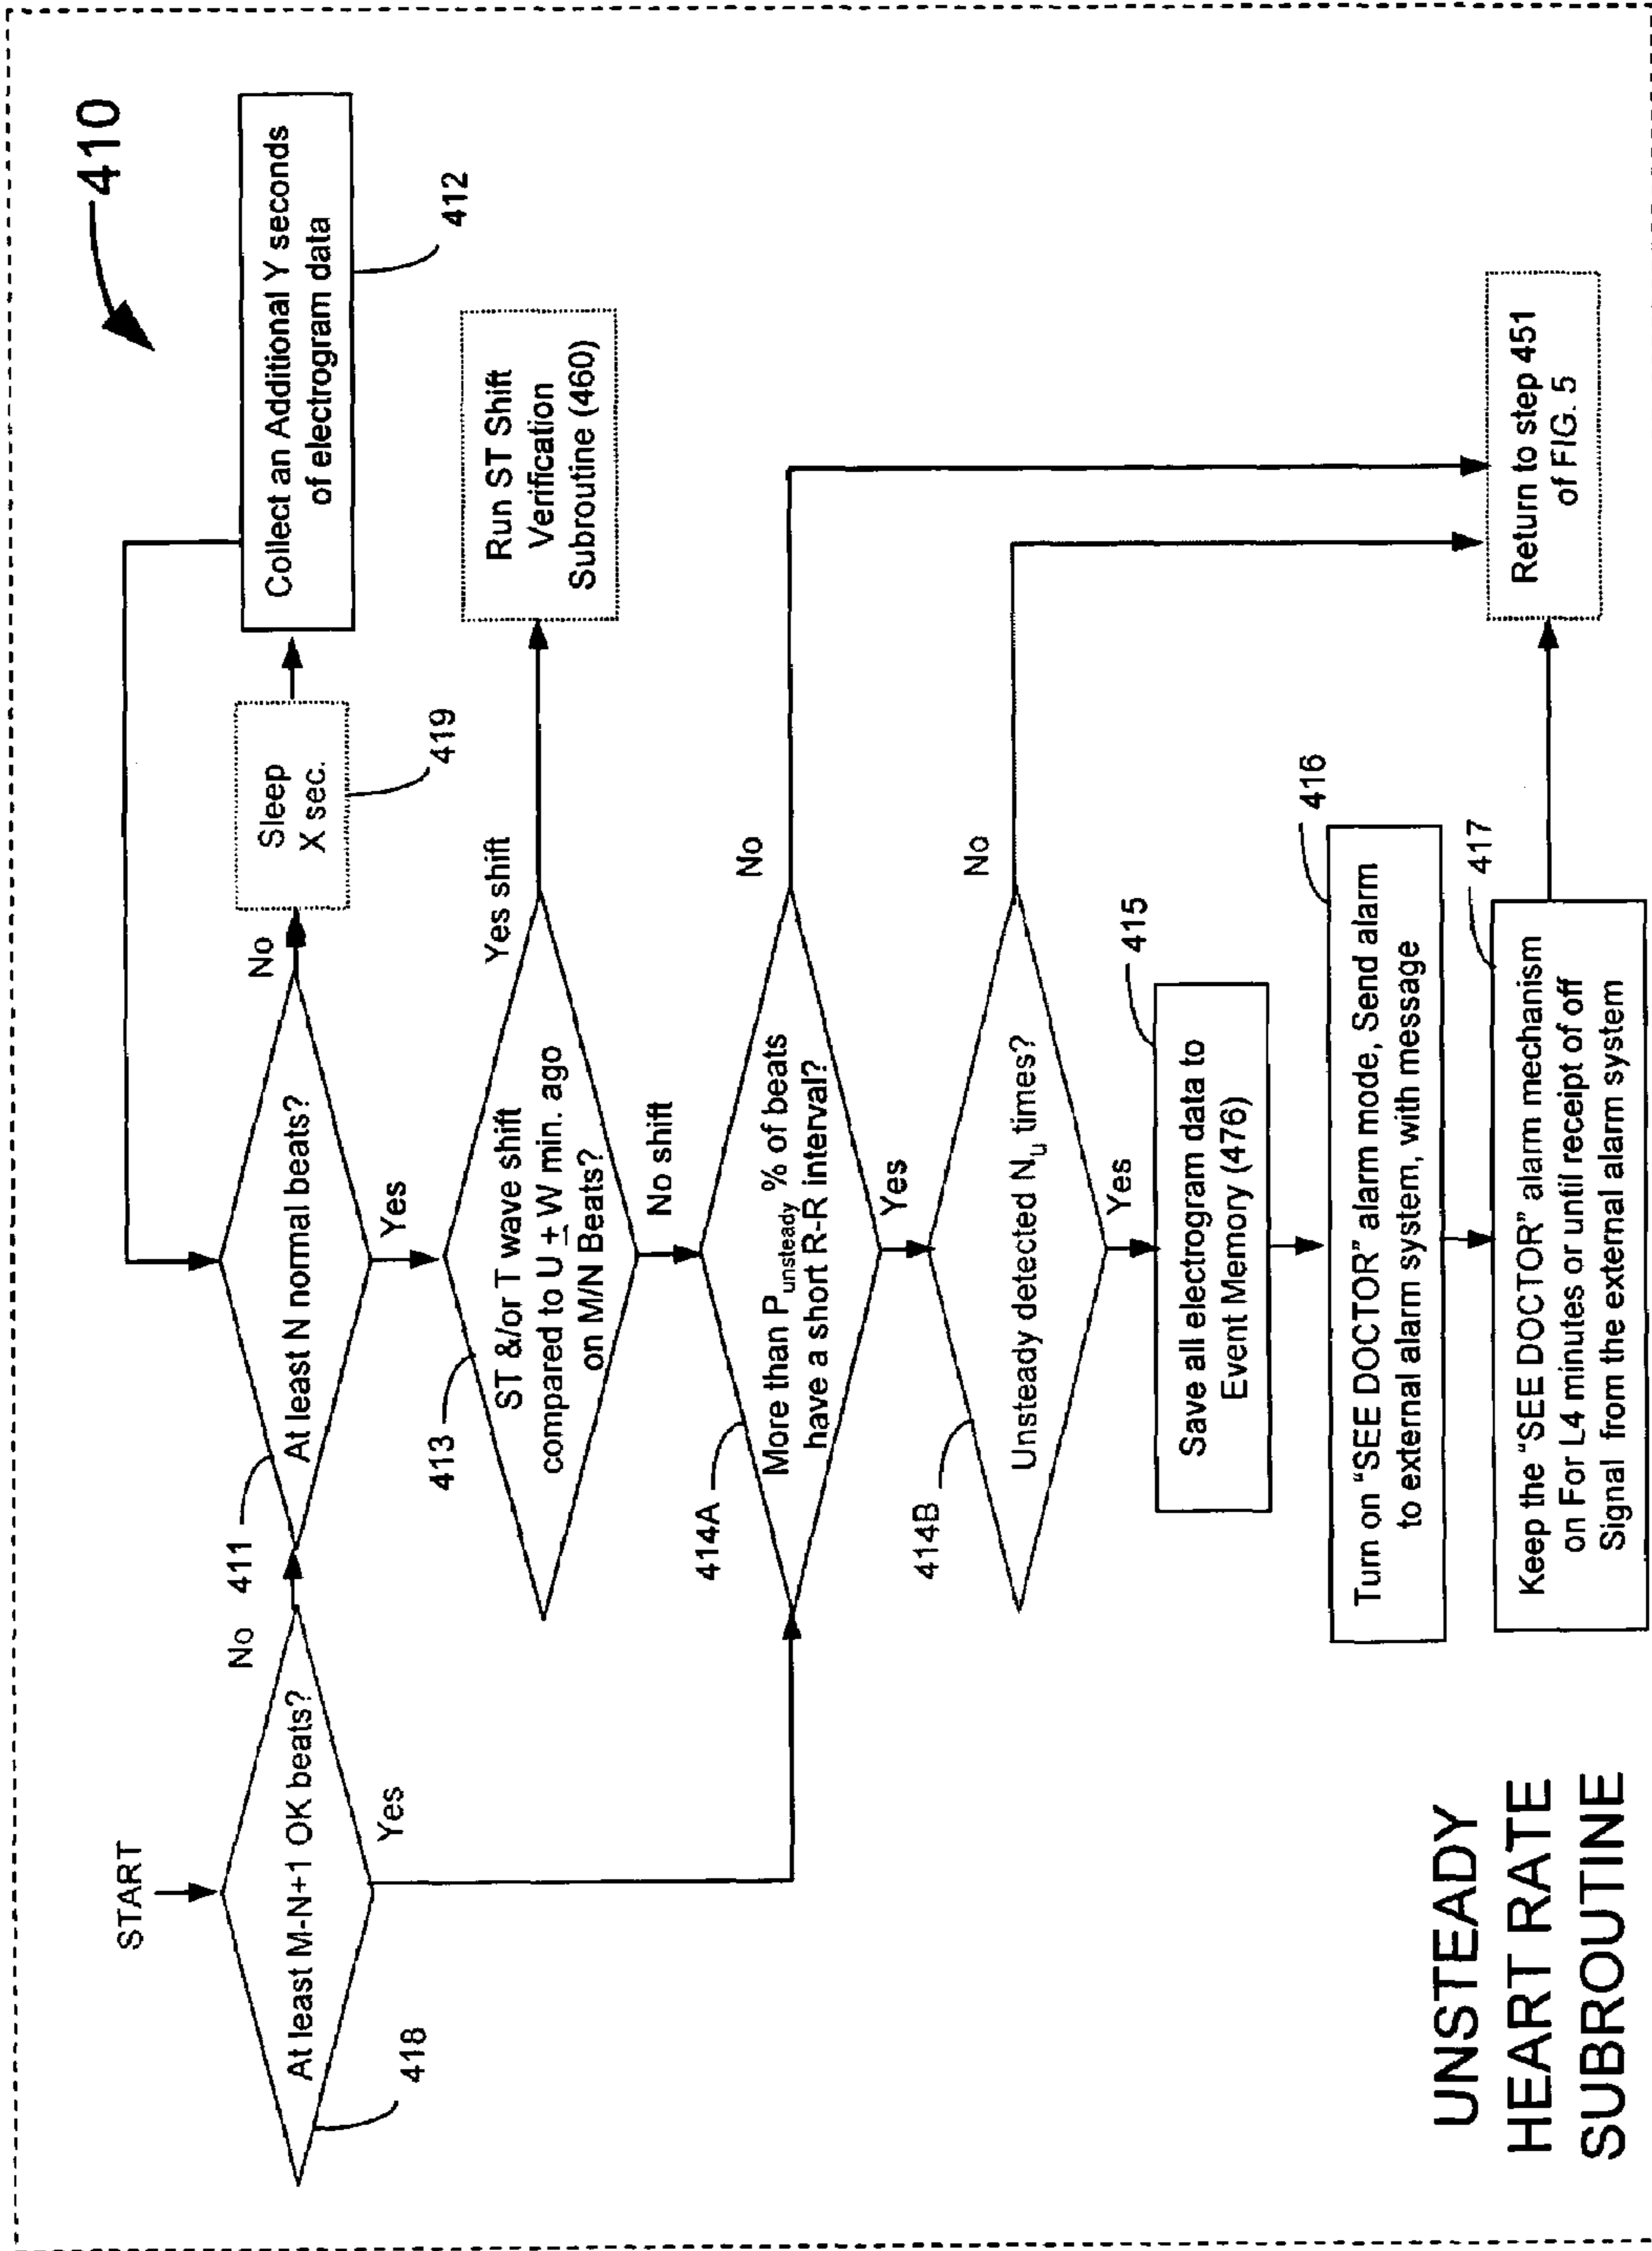 410
START
At least M-N+1 OK beats?
418
No
Yes
411
At least N normal beats?
No
Yes
Sleep
X sec.
419
Collect an Additional Y seconds
of electrogram data
412
413
ST &/or T wave shift
compared to U ± W min. ago
on M/N Beats?
Yes shift
No shift
Run ST Shift
Verification
Subroutine (460)
414A
More than Punsteady % of beats
have a short R-R interval?
No
Yes
414B
Unsteady detected Nu times?
No
Yes
415
Save all electrogram data to
Event Memory (476)
416
Turn on "SEE DOCTOR" alarm mode, Send alarm
to external alarm system, with message
417
Keep the "SEE DOCTOR" alarm mechanism
on For L4 minutes or until receipt of off
Signal from the external alarm system
Return to step 451
of FIG. 5
UNSTEADY
HEART RATE
SUBROUTINE